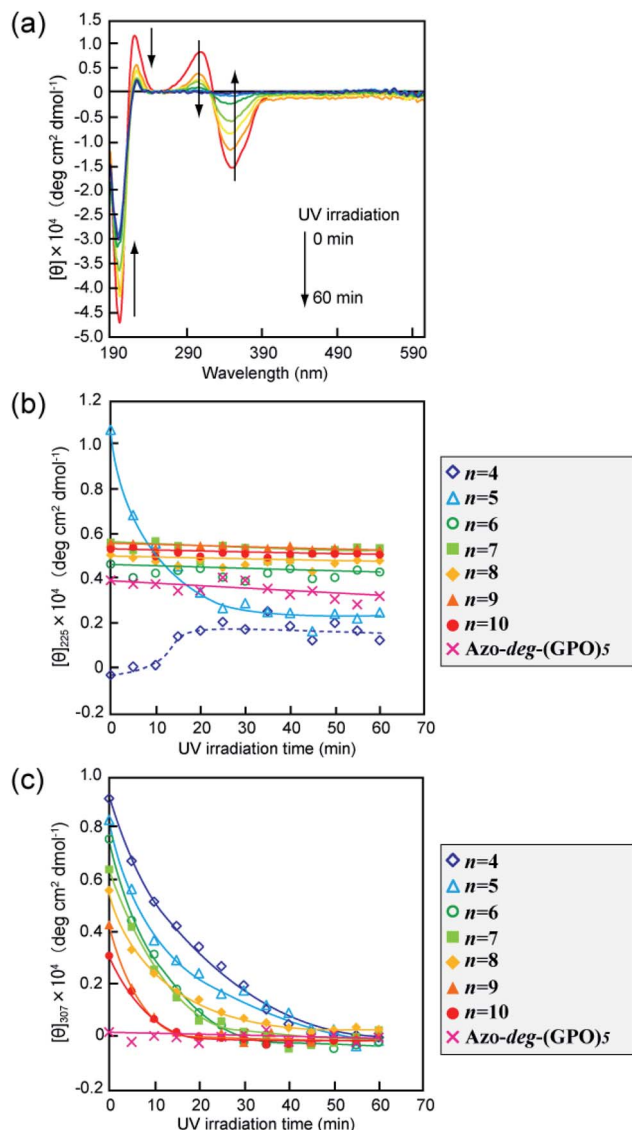 (a)
1.5
1.0
0.5
0
-0.5
-1.0
-1.5
-2.0
-2.5
-3.0
-3.5
-4.0
-4.5
-5.0
[θ]×10⁴ (deg cm² dmol⁻¹)
UV irradiation
0 min
60 min
190 290 390 490 590
Wavelength (nm)
(b)
1.2
1.0
0.8
0.6
0.4
0.2
0
-0.2
[θ]₂₂₅ ×10⁴ (deg cm² dmol⁻¹)
0 10 20 30 40 50 60 70
UV irradiation time (min)
n=4
n=5
n=6
n=7
n=8
n=9
n=10
Azo-deg-(GPO)5
(c)
1.0
0.8
0.6
0.4
0.2
0
-0.2
[θ]₃₀₇ ×10⁴ (deg cm² dmol⁻¹)
0 10 20 30 40 50 60 70
UV irradiation time (min)
n=4
n=5
n=6
n=7
n=8
n=9
n=10
Azo-deg-(GPO)5